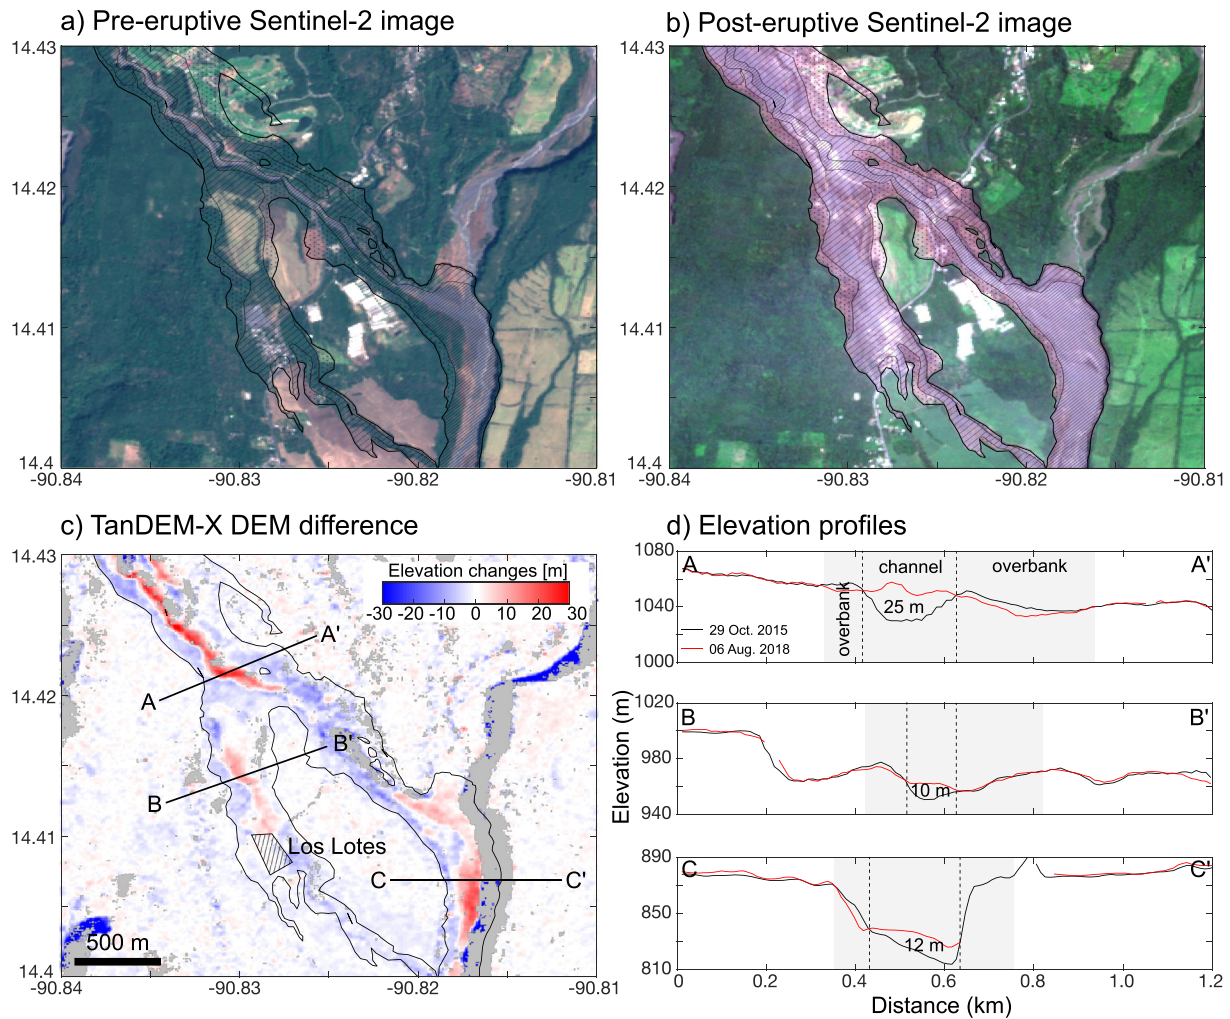 a) Pre-eruptive Sentinel-2 image
14.43
14.42
14.41
14.4
-90.84
-90.83
-90.82
-90.81
b) Post-eruptive Sentinel-2 image
14.43
14.42
14.41
14.4
-90.84
-90.83
-90.82
-90.81
c) TanDEM-X DEM difference
14.43
14.42
14.41
14.4
Elevation changes [m]
-30 -20 -10 0 10 20 30
A
A'
B
B'
Los Lotes
C
C'
500 m
-90.84
-90.83
-90.82
-90.81
d) Elevation profiles
Elevation (m)
1080
1040
1000
A
A'
overbank
channel
overbank
25 m
29 Oct. 2015
06 Aug. 2018
1020
980
940
B
B'
10 m
890
850
810
C
C'
12 m
0 0.2 0.4 0.6 0.8 1.0 1.2
Distance (km)